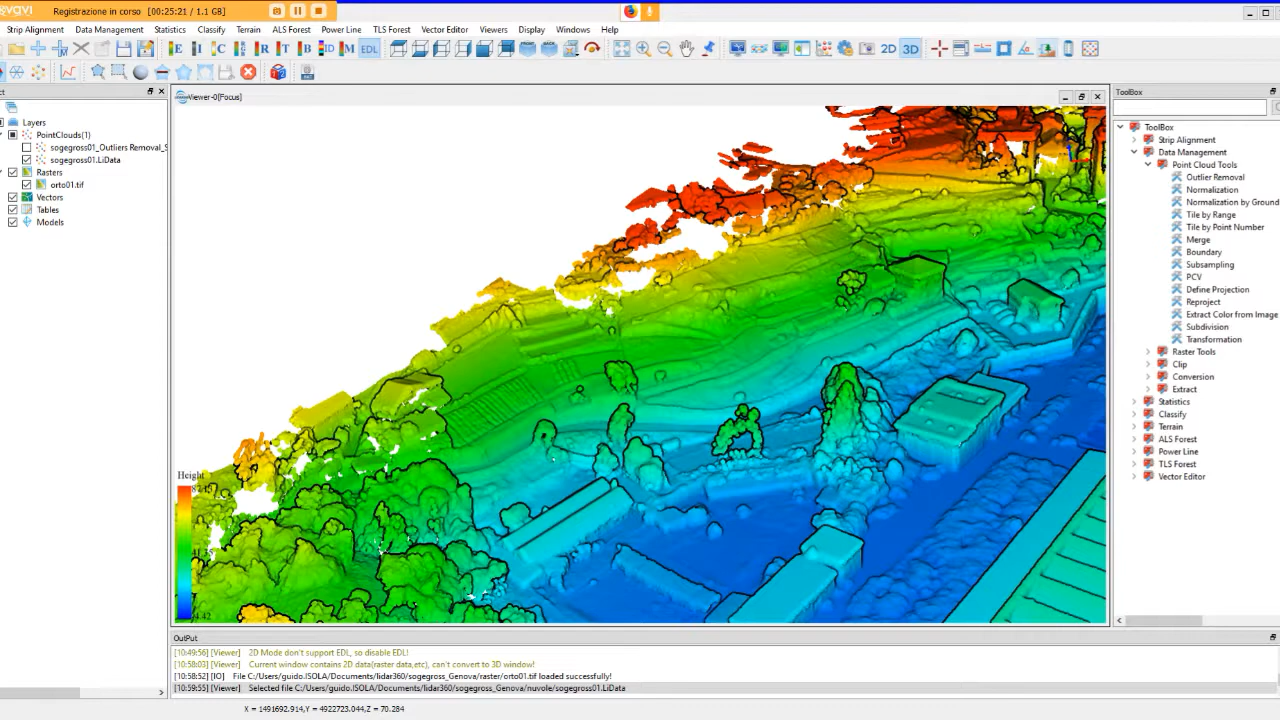 Registrazione in corso [00:25:21 / 1.1 GB]
Strip Alignment Data Management Statistics Classify Terrain ALS Forest Power Line TLS Forest Vector Editor Viewers Display Windows Help
E I C R T B ID M EDL 2D 3D
Viewer-0[Focus]
ToolBox
Layers
PointClouds(1)
sogegross01_Outliers Removal_S
sogegross01.LiData
Rasters
orto01.tif
Vectors
Tables
Models
Height
ToolBox
Strip Alignment
Data Management
Point Cloud Tools
Outlier Removal
Normalization
Normalization by Ground
Tile by Range
Tile by Point Number
Merge
Boundary
Subsampling
PCV
Define Projection
Reproject
Extract Color from Image
Subdivision
Transformation
Raster Tools
Clip
Conversion
Extract
Statistics
Classify
Terrain
ALS Forest
Power Line
TLS Forest
Vector Editor
OutPut
[10:49:56] [Viewer] 2D Mode don't support EDL, so disable EDL!
[10:58:03] [Viewer] Current window contains 2D data(raster data,etc), can't convert to 3D window!
[10:58:52] [IO] File C:/Users/guido.ISOLA/Documents/lidar360/sogegross_Genova/raster/orto01.tif loaded successfully!
[10:59:55] [Viewer] Selected file C:/Users/guido.ISOLA/Documents/lidar360/sogegross_Genova/nuvole/sogegross01.LiData
X = 1491692.914,Y = 4922723.044,Z = 70.284